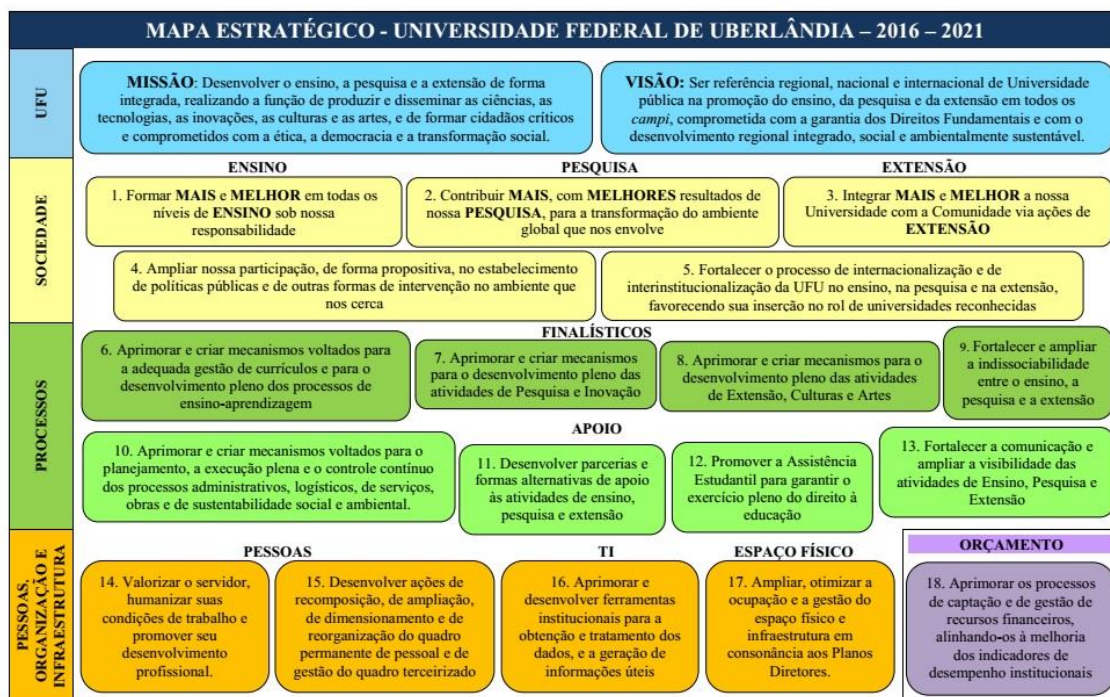 MAPA ESTRATÉGICO - UNIVERSIDADE FEDERAL DE UBERLÂNDIA – 2016 – 2021
UFU
MISSÃO: Desenvolver o ensino, a pesquisa e a extensão de forma
integrada, realizando a função de produzir e disseminar as ciências, as
tecnologias, as inovações, as culturas e as artes, e de formar cidadãos críticos
e comprometidos com a ética, a democracia e a transformação social.
VISÃO: Ser referência regional, nacional e internacional de Universidade
pública na promoção do ensino, da pesquisa e da extensão em todos os
campi, comprometida com a garantia dos Direitos Fundamentais e com o
desenvolvimento regional integrado, social e ambientalmente sustentável.
SOCIEDADE
ENSINO
PESQUISA
EXTENSÃO
1. Formar MAIS e MELHOR em todas os
níveis de ENSINO sob nossa
responsabilidade
2. Contribuir MAIS, com MELHORES resultados de
nossa PESQUISA, para a transformação do ambiente
global que nos envolve
3. Integrar MAIS e MELHOR a nossa
Universidade com a Comunidade via ações de
EXTENSÃO
4. Ampliar nossa participação, de forma propositiva, no estabelecimento
de políticas públicas e de outras formas de intervenção no ambiente que
nos cerca
5. Fortalecer o processo de internacionalização e de
interinstitucionalização da UFU no ensino, na pesquisa e na extensão,
favorecendo sua inserção no rol de universidades reconhecidas
PROCESSOS
FINALÍSTICOS
6. Aprimorar e criar mecanismos voltados para
a adequada gestão de currículos e para o
desenvolvimento pleno dos processos de
ensino-aprendizagem
7. Aprimorar e criar mecanismos
para o desenvolvimento pleno das
atividades de Pesquisa e Inovação
8. Aprimorar e criar mecanismos para o
desenvolvimento pleno das atividades
de Extensão, Culturas e Artes
9. Fortalecer e ampliar
a indissociabilidade
entre o ensino, a
pesquisa e a extensão
APOIO
10. Aprimorar e criar mecanismos voltados para o
planejamento, a execução plena e o controle contínuo
dos processos administrativos, logísticos, de serviços,
obras e de sustentabilidade social e ambiental.
11. Desenvolver parcerias e
formas alternativas de apoio
às atividades de ensino,
pesquisa e extensão
12. Promover a Assistência
Estudantil para garantir o
exercício pleno do direito à
educação
13. Fortalecer a comunicação e
ampliar a visibilidade das
atividades de Ensino, Pesquisa e
Extensão
PESSOAS,
ORGANIZAÇÃO E
INFRAESTRUTURA
PESSOAS
TI
ESPAÇO FÍSICO
ORÇAMENTO
14. Valorizar o servidor,
humanizar suas
condições de trabalho e
promover seu
desenvolvimento
profissional.
15. Desenvolver ações de
recomposição, de ampliação,
de dimensionamento e de
reorganização do quadro
permanente de pessoal e de
gestão do quadro terceirizado
16. Aprimorar e
desenvolver ferramentas
institucionais para a
obtenção e tratamento dos
dados, e a geração de
informações úteis
17. Ampliar, otimizar a
ocupação e a gestão do
espaço físico e
infraestrutura em
consonância aos Planos
Diretores.
18. Aprimorar os processos
de captação e de gestão de
recursos financeiros,
alinhando-os à melhoria
dos indicadores de
desempenho institucionais